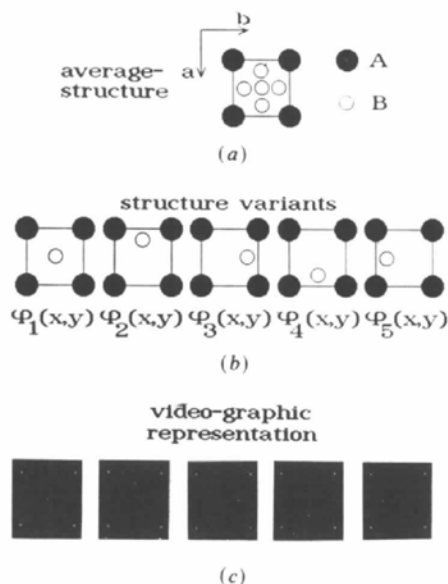 b
average-
structure
a
A
B
(a)
structure variants
φ₁(x,y) φ₂(x,y) φ₃(x,y) φ₄(x,y) φ₅(x,y)
(b)
video-graphic
representation
(c)